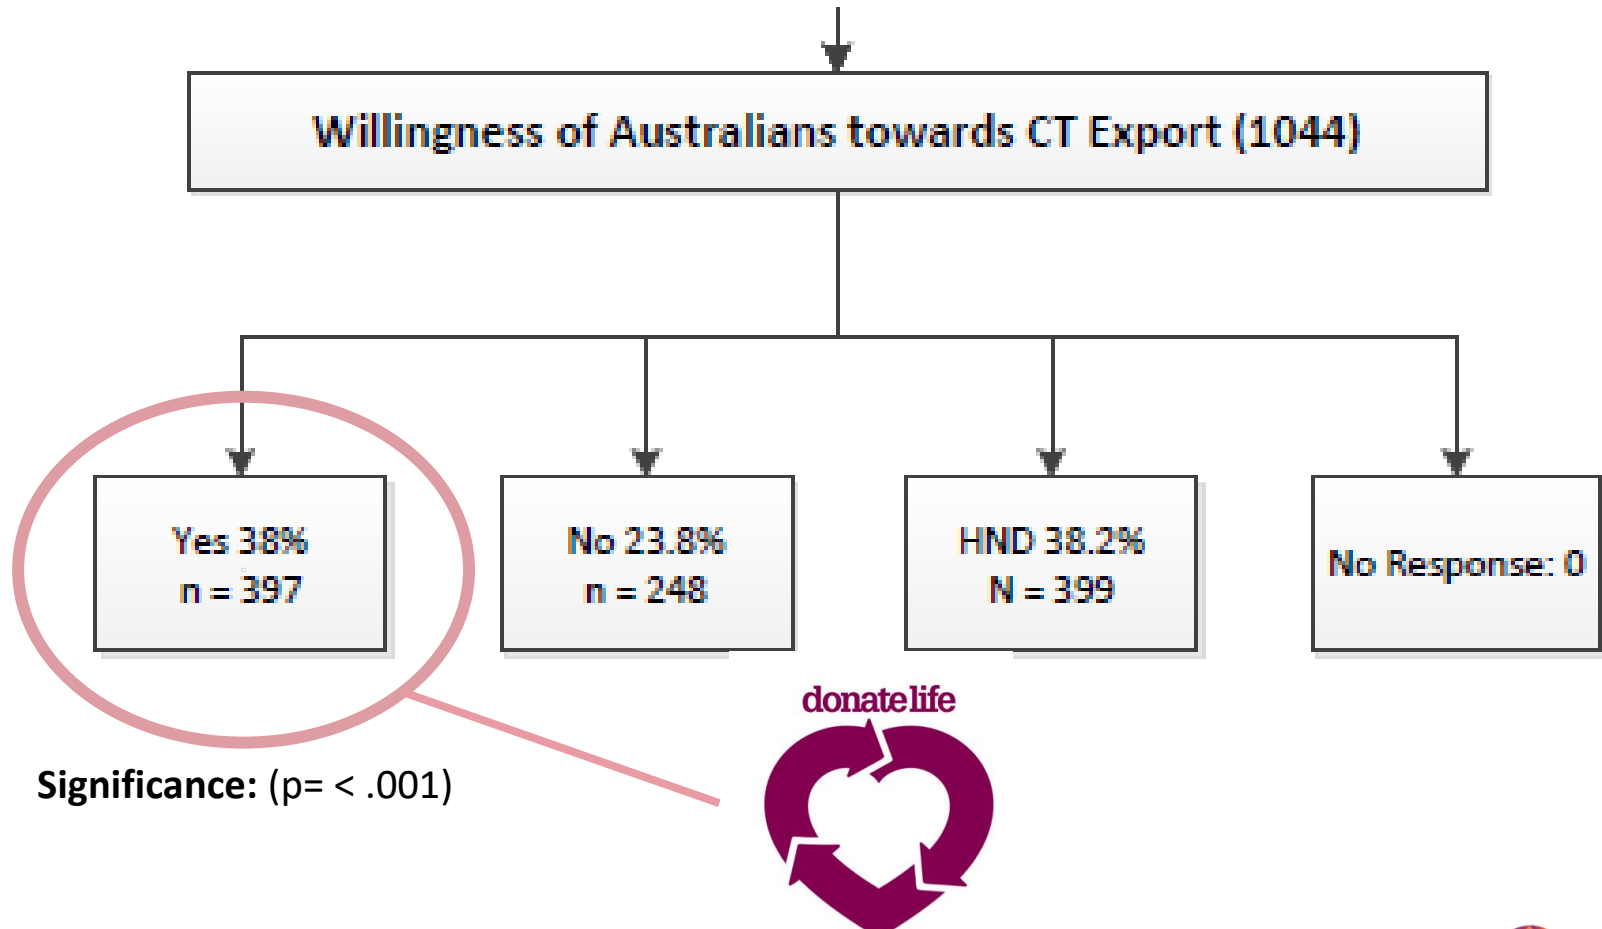 Willingness of Australians towards CT Export (1044)
Yes 38%
n = 397
No 23.8%
n = 248
HND 38.2%
N = 399
No Response: 0
donatelife
Significance: (p= < .001)